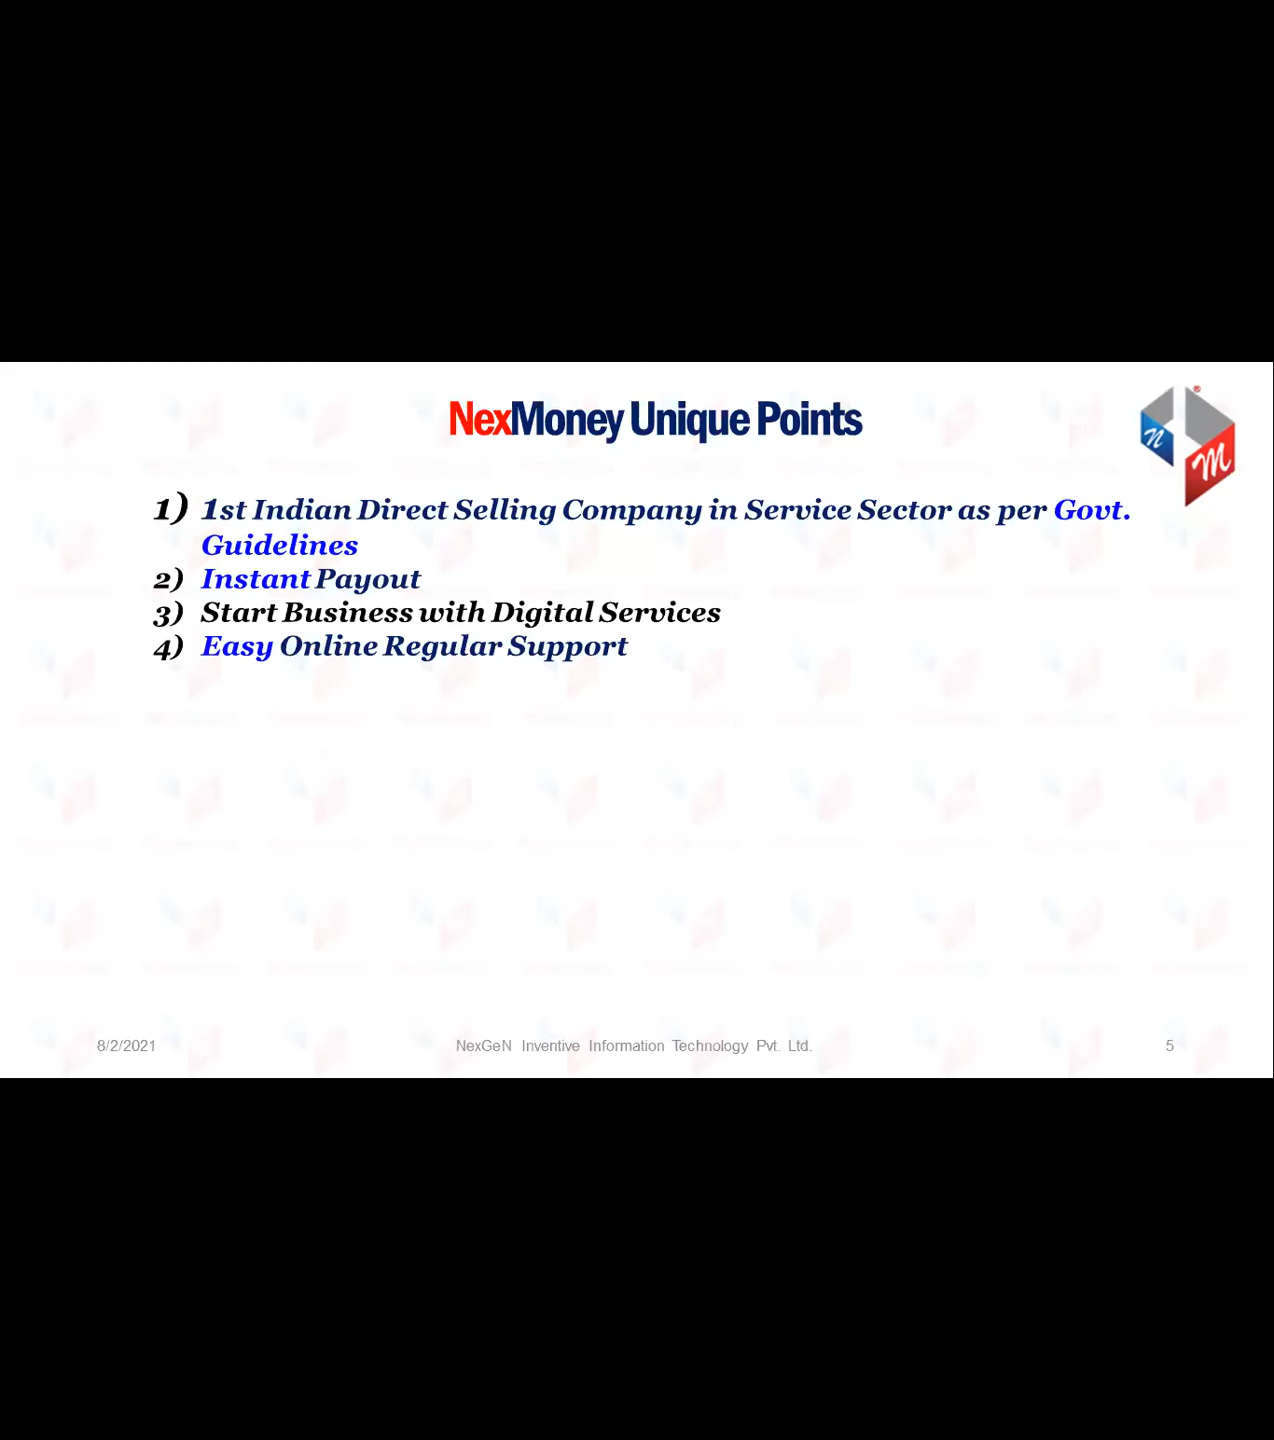 NexMoney Unique Points
n
M
1) 1st Indian Direct Selling Company in Service Sector as per Govt.
Guidelines
2) Instant Payout
3) Start Business with Digital Services
4) Easy Online Regular Support
8/2/2021
NexGeN Inventive Information Technology Pvt. Ltd.
5